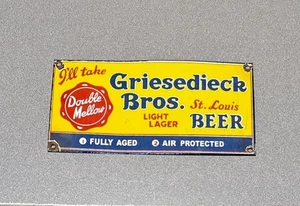 I'll take
Double
Mellow
Griesedieck
Bros. St. Louis
LIGHT
LAGER BEER
1 FULLY AGED 2 AIR PROTECTED